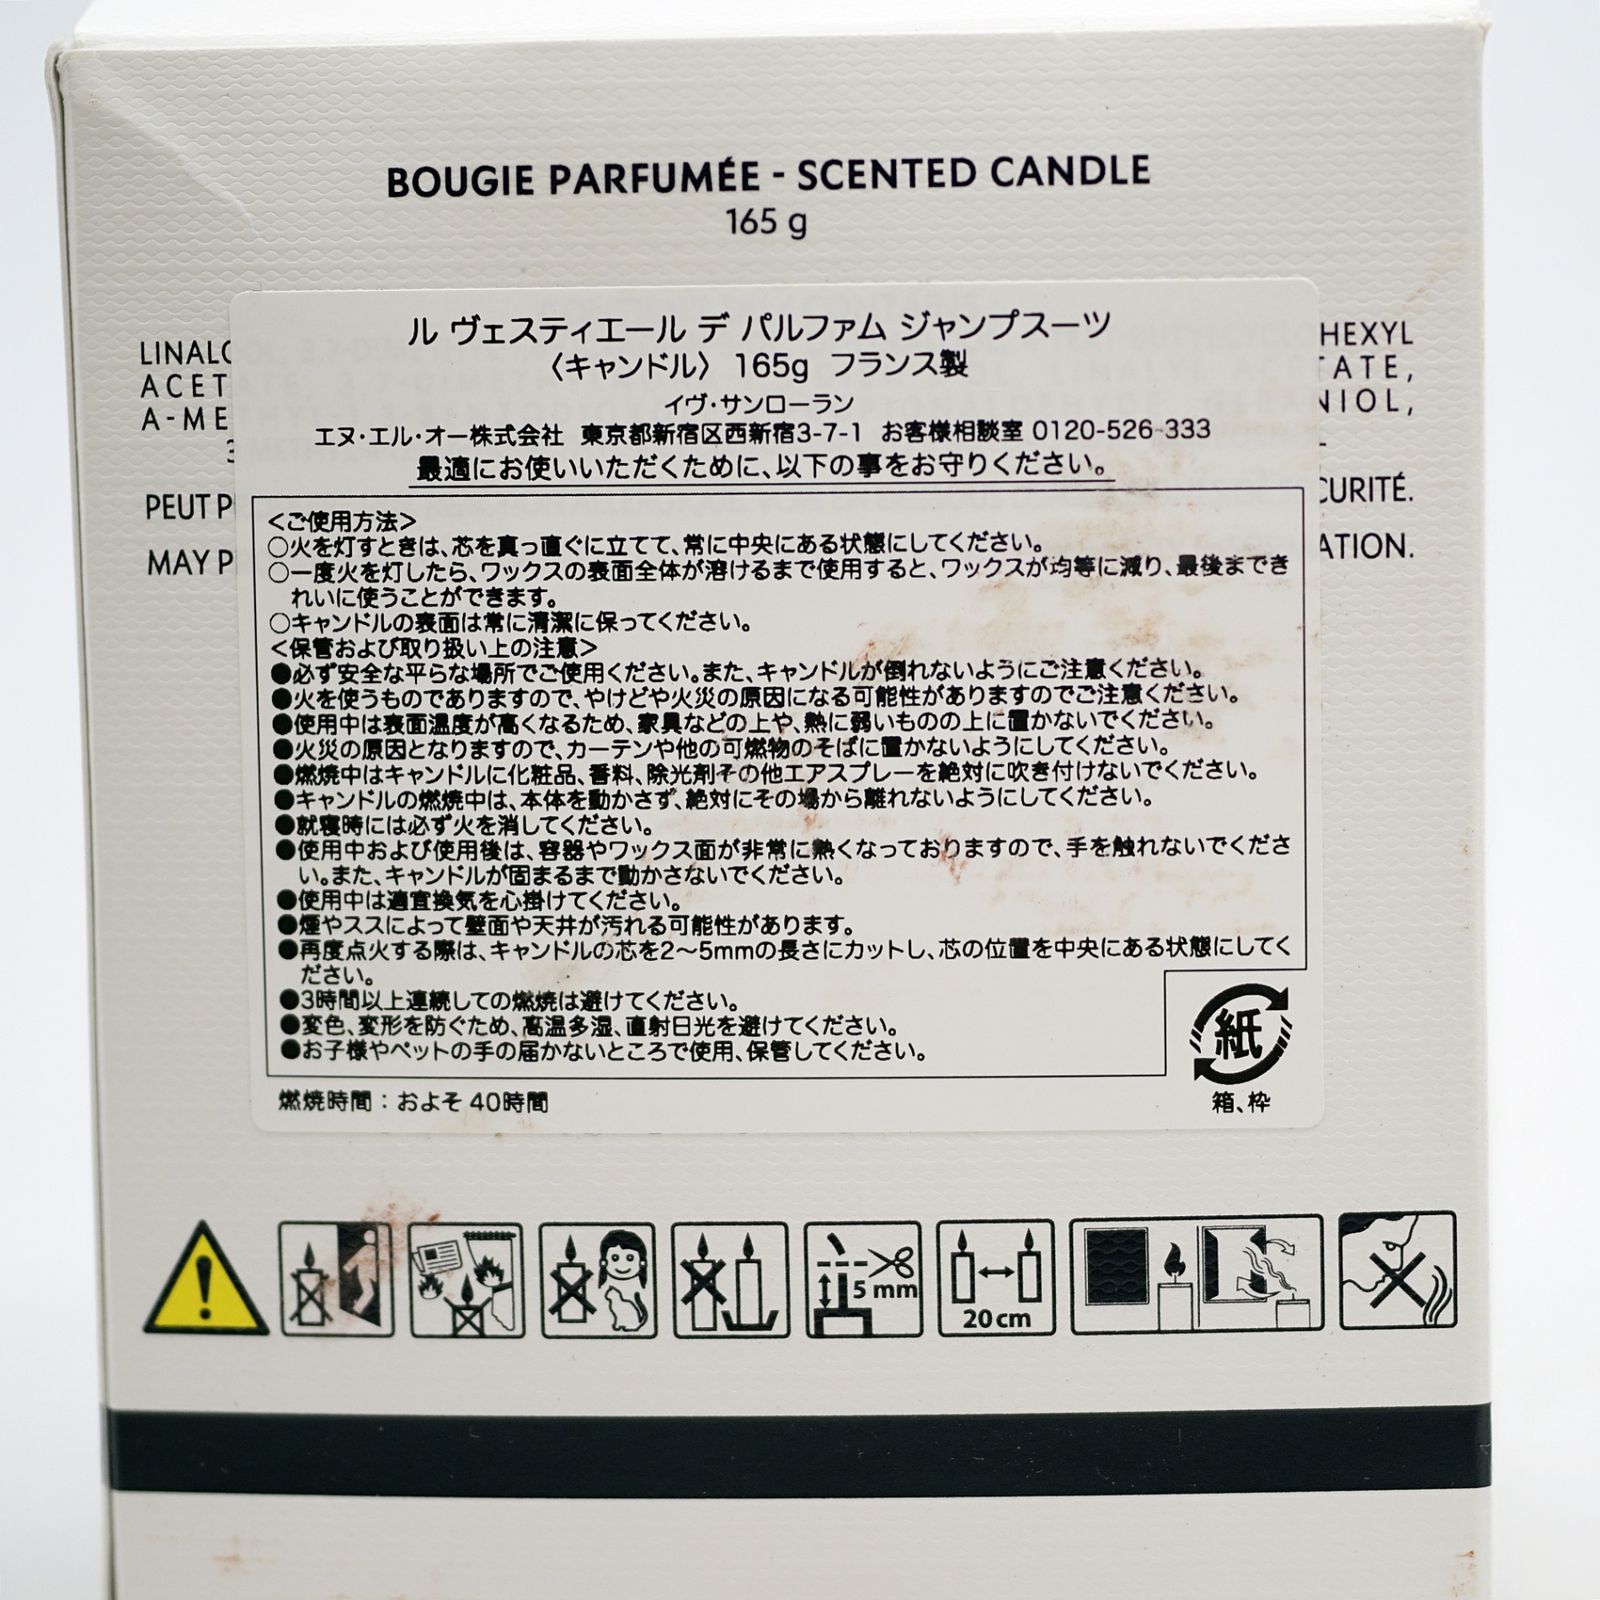 BOUGIE PARFUMÉE - SCENTED CANDLE
165 g
ル ヴェスティエール デ パルファム ジャンプスーツ
〈キャンドル〉 165g フランス製
イヴ・サンローラン
エヌ・エル・オー株式会社 東京都新宿区西新宿3-7-1 お客様相談室 0120-526-333
最適にお使いいただくために、以下の事をお守りください。
LINALO HEXYL
ACET TATE,
A-ME NIOL,
PEUT P CURITÉ.
MAY P ATION.
<ご使用方法>
○火を灯すときは、芯を真っ直ぐに立てて、常に中央にある状態にしてください。
○一度火を灯したら、ワックスの表面全体が溶けるまで使用すると、ワックスが均等に減り、最後まできれ
れいに使うことができます。
○キャンドルの表面は常に清潔に保ってください。
<保管および取り扱い上の注意>
●必ず安全な平らな場所でご使用ください。また、キャンドルが倒れないようにご注意ください。
●火を使うものでありますので、やけどや火災の原因になる可能性がありますのでご注意ください。
●使用中は表面温度が高くなるため、家具などの上や、熱に弱いものの上に置かないでください。
●火災の原因となりますので、カーテンや他の可燃物のそばに置かないようにしてください。
●燃焼中はキャンドルに化粧品、香料、除光剤その他エアスプレーを絶対に吹き付けないでください。
●キャンドルの燃焼中は、本体を動かさず、絶対にその場から離れないようにしてください。
●就寝時には必ず火を消してください。
●使用中および使用後は、容器やワックス面が非常に熱くなっておりますので、手を触れないでくださ
い。また、キャンドルが固まるまで動かさないでください。
●使用中は適宜換気を心掛けてください。
●煙やススによって壁面や天井が汚れる可能性があります。
●再度点火する際は、キャンドルの芯を2～5mmの長さにカットし、芯の位置を中央にある状態にしてく
ださい。
●3時間以上連続しての燃焼は避けてください。
●変色、変形を防ぐため、高温多湿、直射日光を避けてください。
●お子様やペットの手の届かないところで使用、保管してください。
紙
箱、枠
燃焼時間：およそ 40時間
5 mm
20 cm